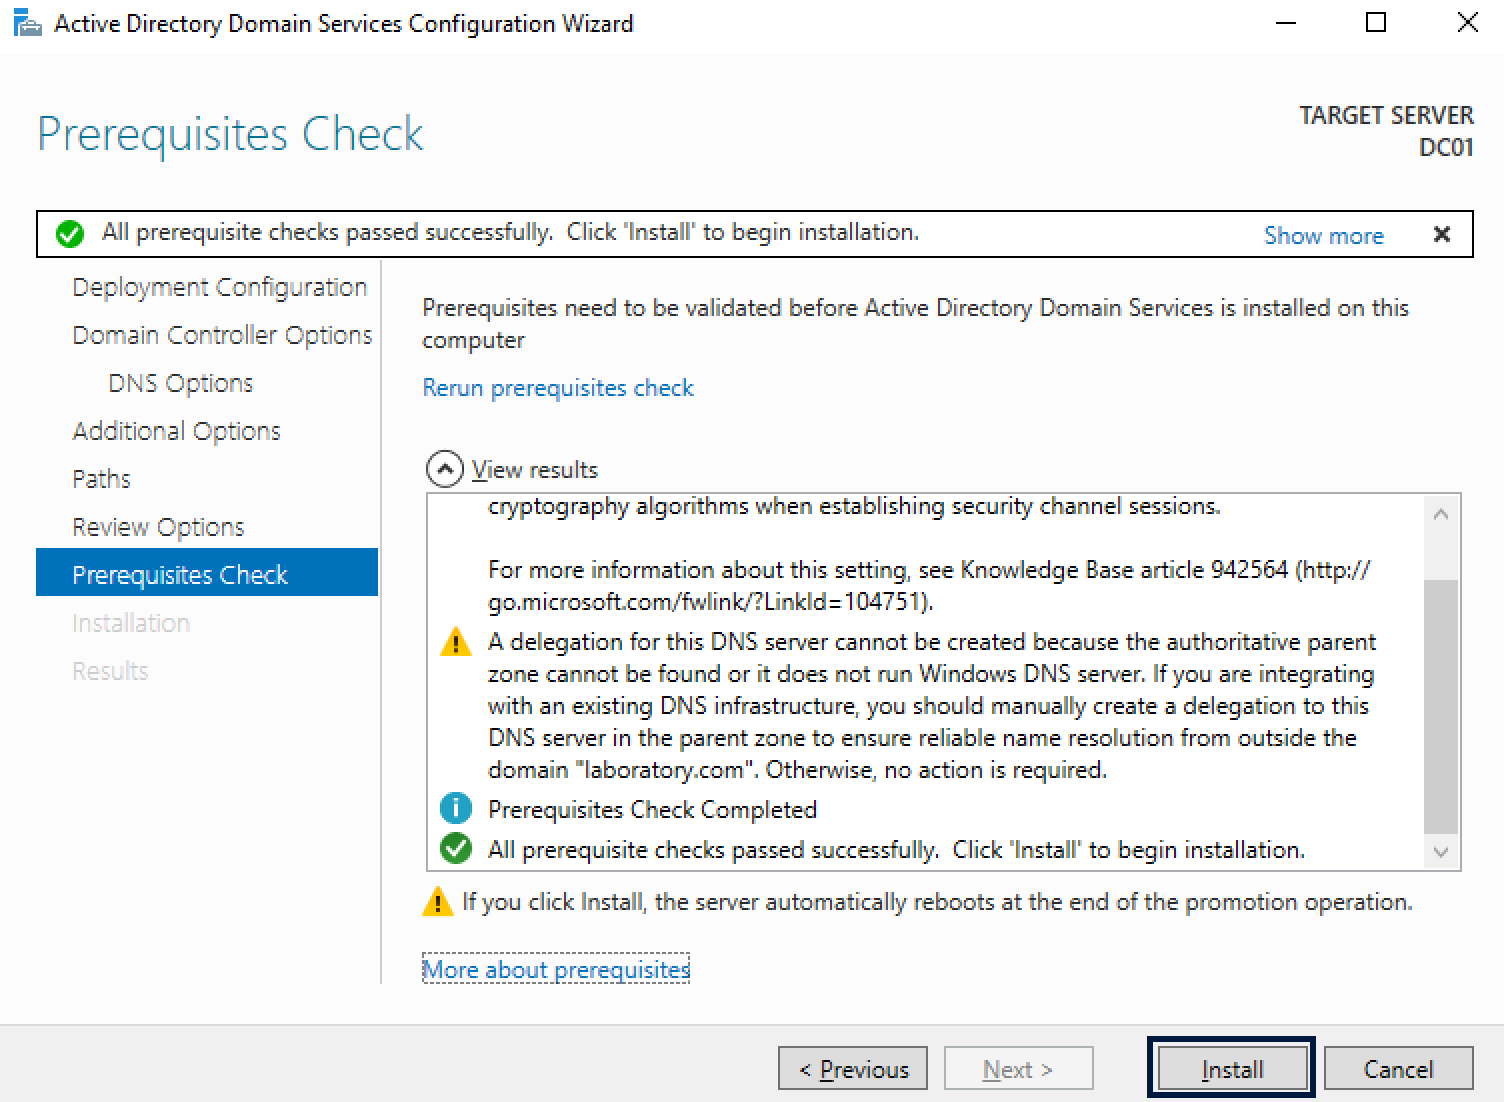 Active Directory Domain Services Configuration Wizard
Prerequisites Check
TARGET SERVER
DC01
All prerequisite checks passed successfully.  Click 'Install' to begin installation.
Show more
Deployment Configuration
Domain Controller Options
DNS Options
Additional Options
Paths
Review Options
Prerequisites Check
Installation
Results
Prerequisites need to be validated before Active Directory Domain Services is installed on this
computer
Rerun prerequisites check
View results
cryptography algorithms when establishing security channel sessions.
For more information about this setting, see Knowledge Base article 942564 (http://
go.microsoft.com/fwlink/?LinkId=104751).
A delegation for this DNS server cannot be created because the authoritative parent
zone cannot be found or it does not run Windows DNS server. If you are integrating
with an existing DNS infrastructure, you should manually create a delegation to this
DNS server in the parent zone to ensure reliable name resolution from outside the
domain "laboratory.com". Otherwise, no action is required.
Prerequisites Check Completed
All prerequisite checks passed successfully.  Click 'Install' to begin installation.
If you click Install, the server automatically reboots at the end of the promotion operation.
More about prerequisites
< Previous
Next >
Install
Cancel